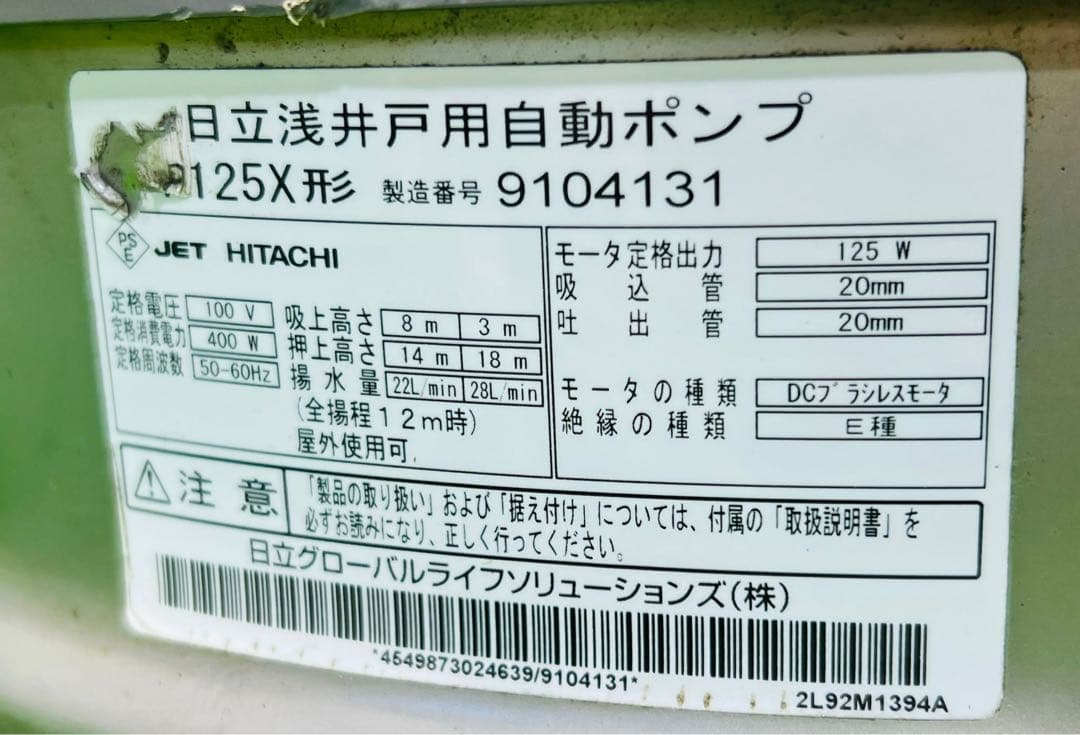 日立浅井戸用自動ポンプ
P125X形 製造番号 9104131
PSE JET HITACHI
定格電圧 100 V
定格消費電力 400 W
定格周波数 50-60Hz
吸上高さ 8 m 3 m
押上高さ 14 m 18 m
揚水量 22L/min 28L/min
(全揚程12m時)
屋外使用可.
モータ定格出力 125 W
吸込管 20mm
吐出管 20mm
モータの種類 DCブラシレスモータ
絶縁の種類 E種
注意
「製品の取り扱い」および「据え付け」については、付属の「取扱説明書」を
必ずお読みになり、正しく行ってください。
日立グローバルライフソリューションズ(株)
*4549873024639/9104131*
2L92M1394A